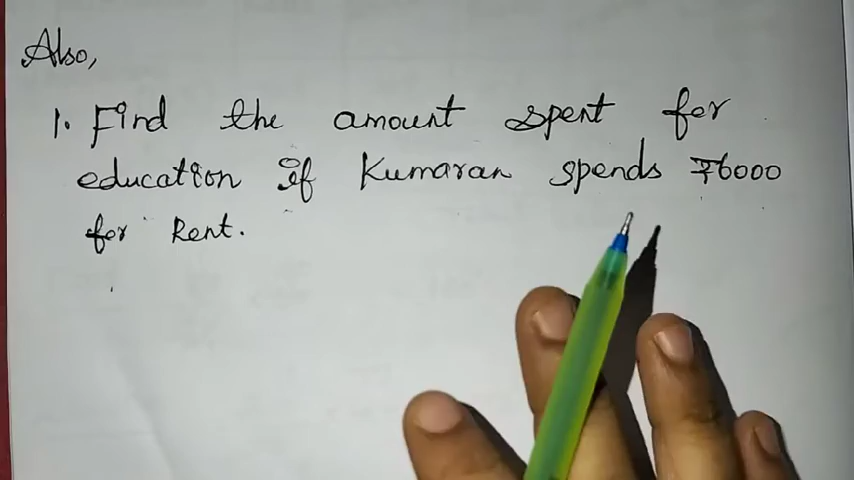 Also,
1. Find the amount spent for
education if Kumaran spends ₹6000
for Rent.